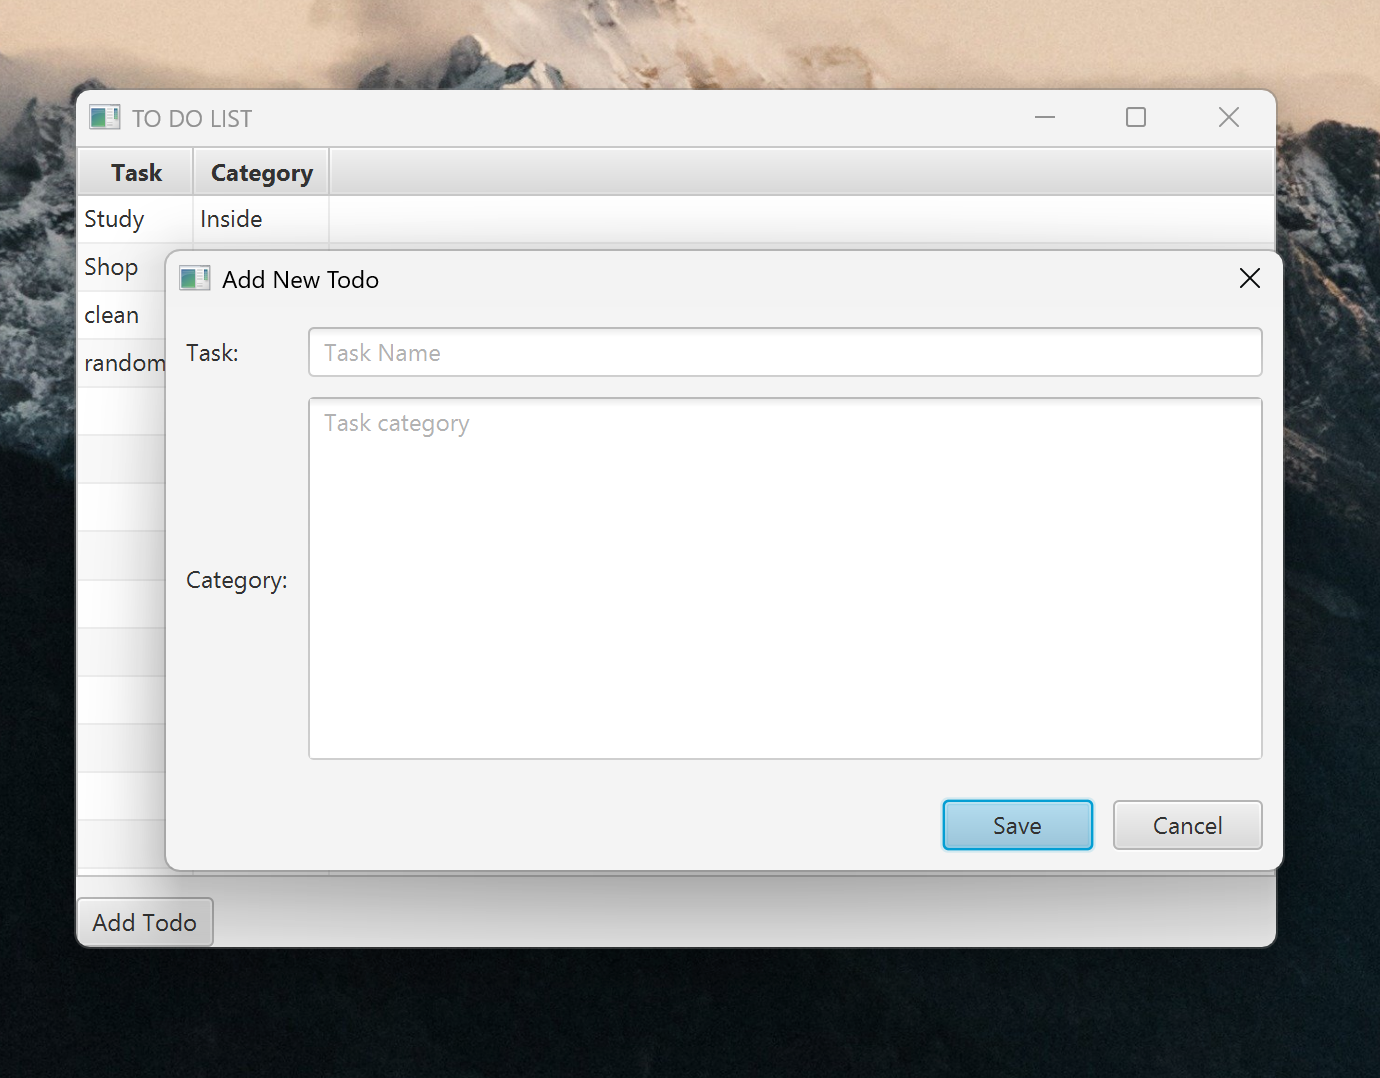 TO DO LIST
Task Category
Study Inside
Shop
clean
random
Add New Todo
Task: Task Name
Task category
Category:
Save Cancel
Add Todo